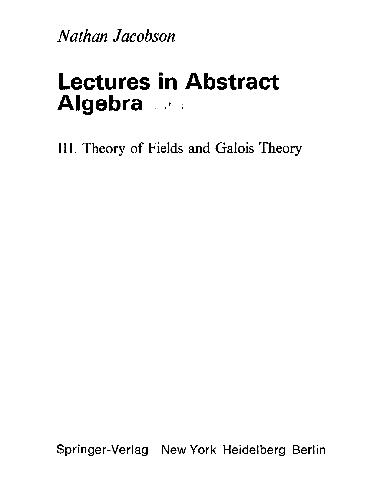 Nathan Jacobson
Lectures in Abstract
Algebra
III. Theory of Fields and Galois Theory
Springer-Verlag New York Heidelberg Berlin